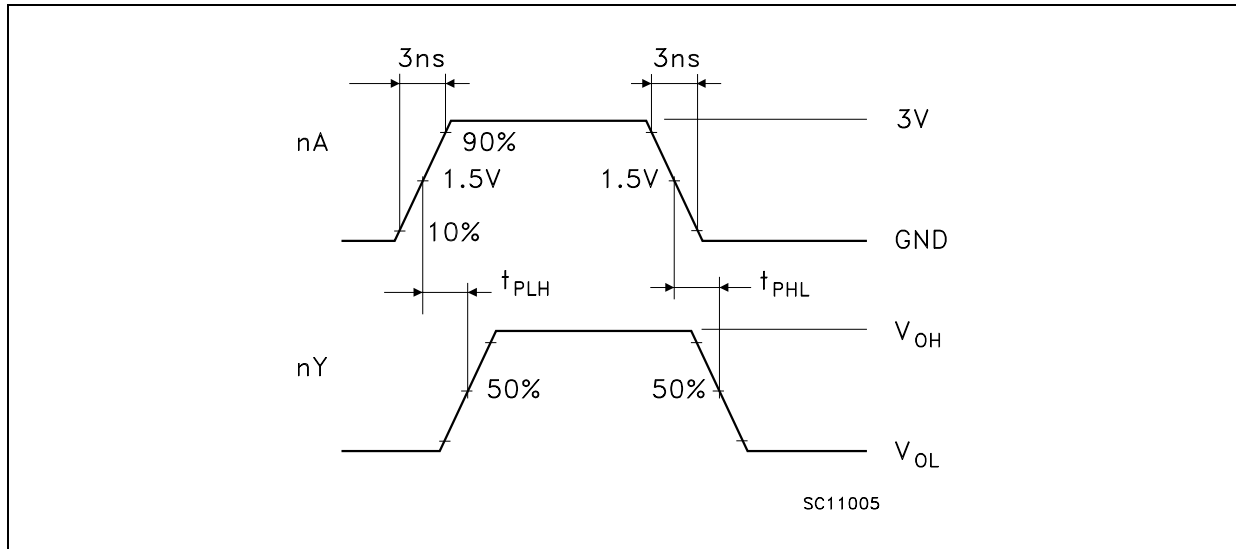 3ns 3ns
3V
nA
90%
1.5V 1.5V
10%
GND
tPLH tPHL
VOH
nY
50% 50%
VOL
SC11005